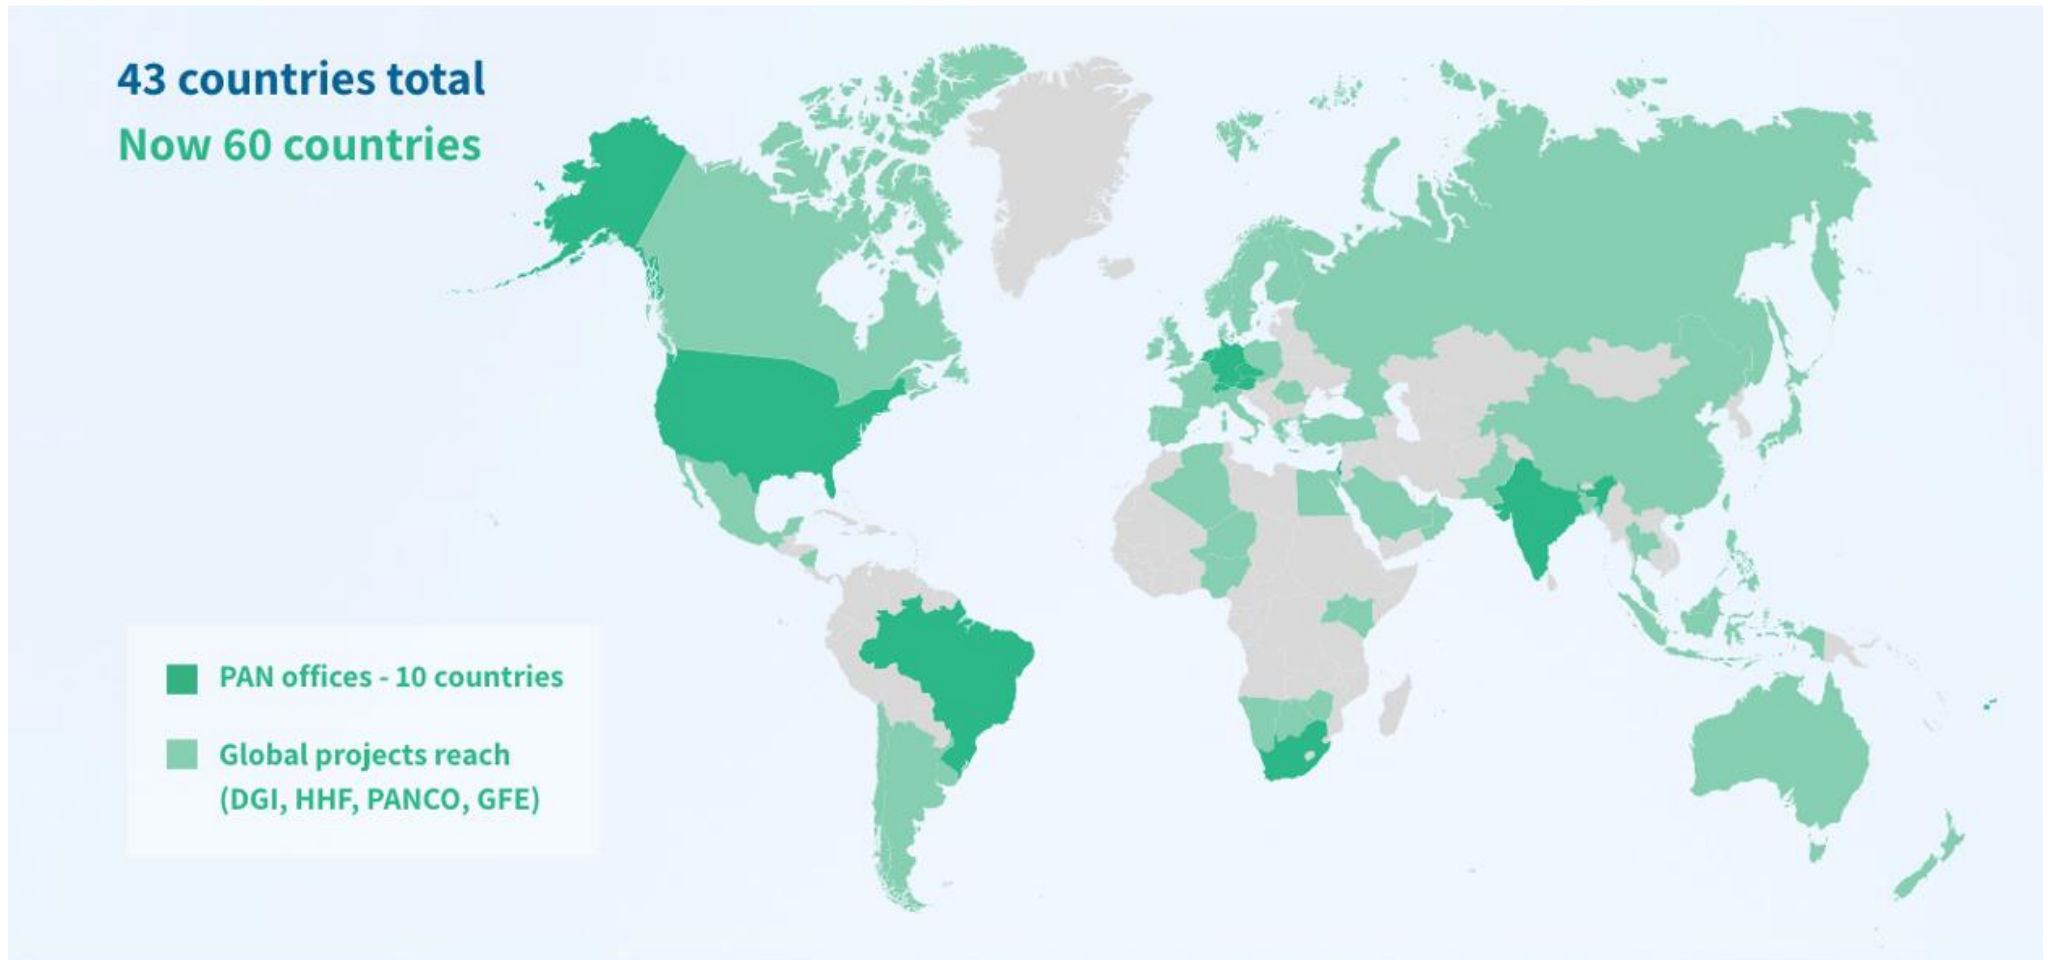 43 countries total
Now 60 countries
PAN offices - 10 countries
Global projects reach
(DGI, HHF, PANCO, GFE)